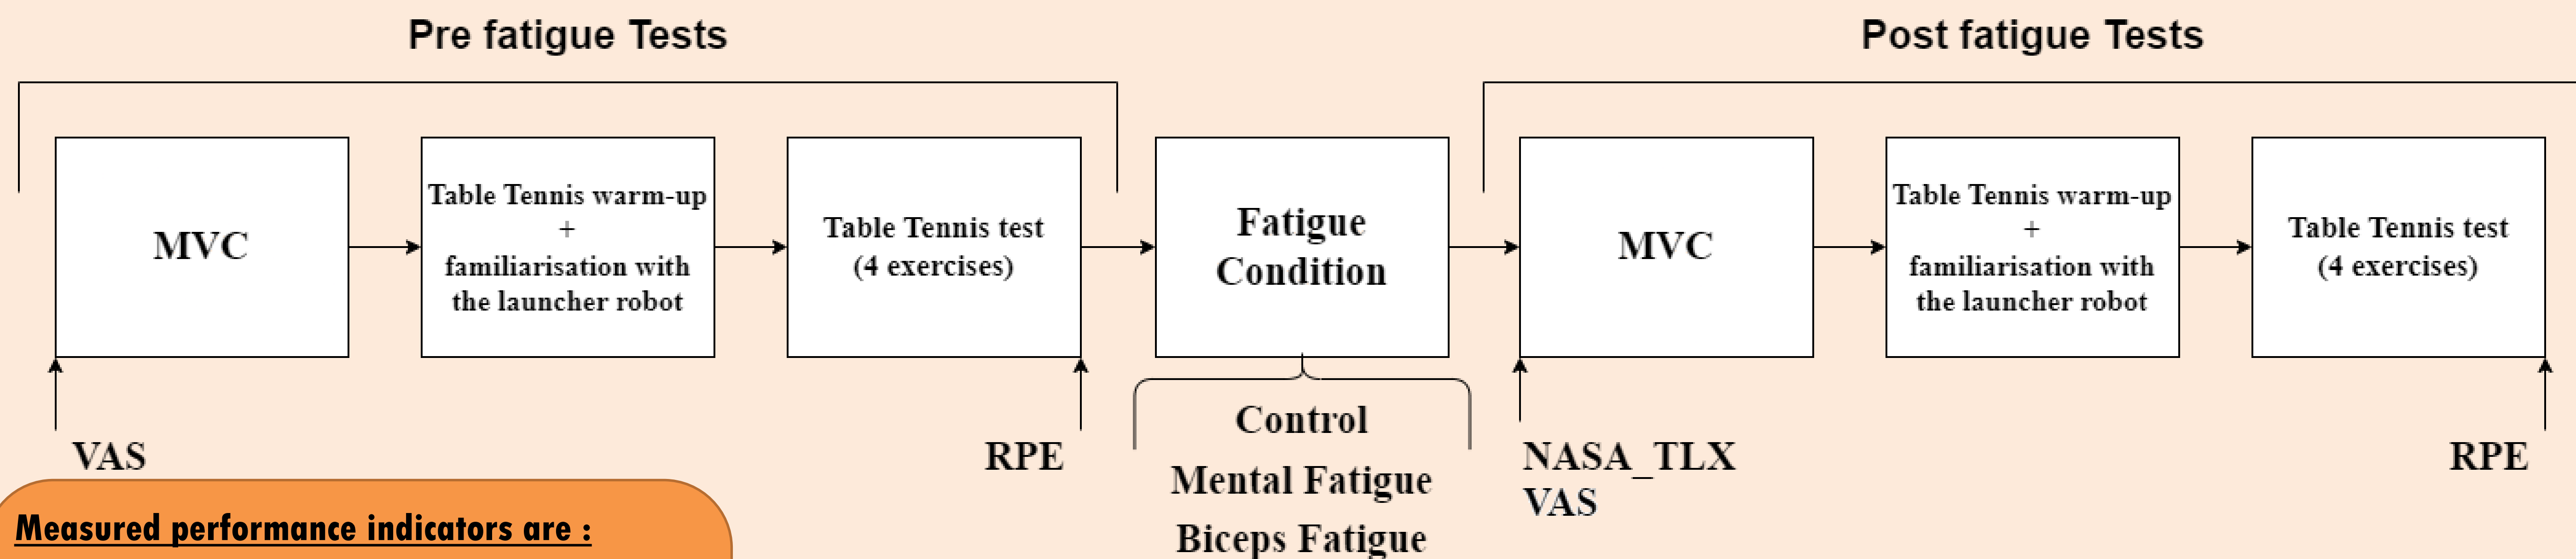 Pre fatigue Tests
Post fatigue Tests
MVC
Table Tennis warm-up
+
familiarisation with
the launcher robot
Table Tennis test
(4 exercises)
Fatigue
Condition
MVC
Table Tennis warm-up
+
familiarisation with
the launcher robot
Table Tennis test
(4 exercises)
VAS
RPE
Control
Mental Fatigue
Biceps Fatigue
NASA_TLX
VAS
RPE
Measured performance indicators are :